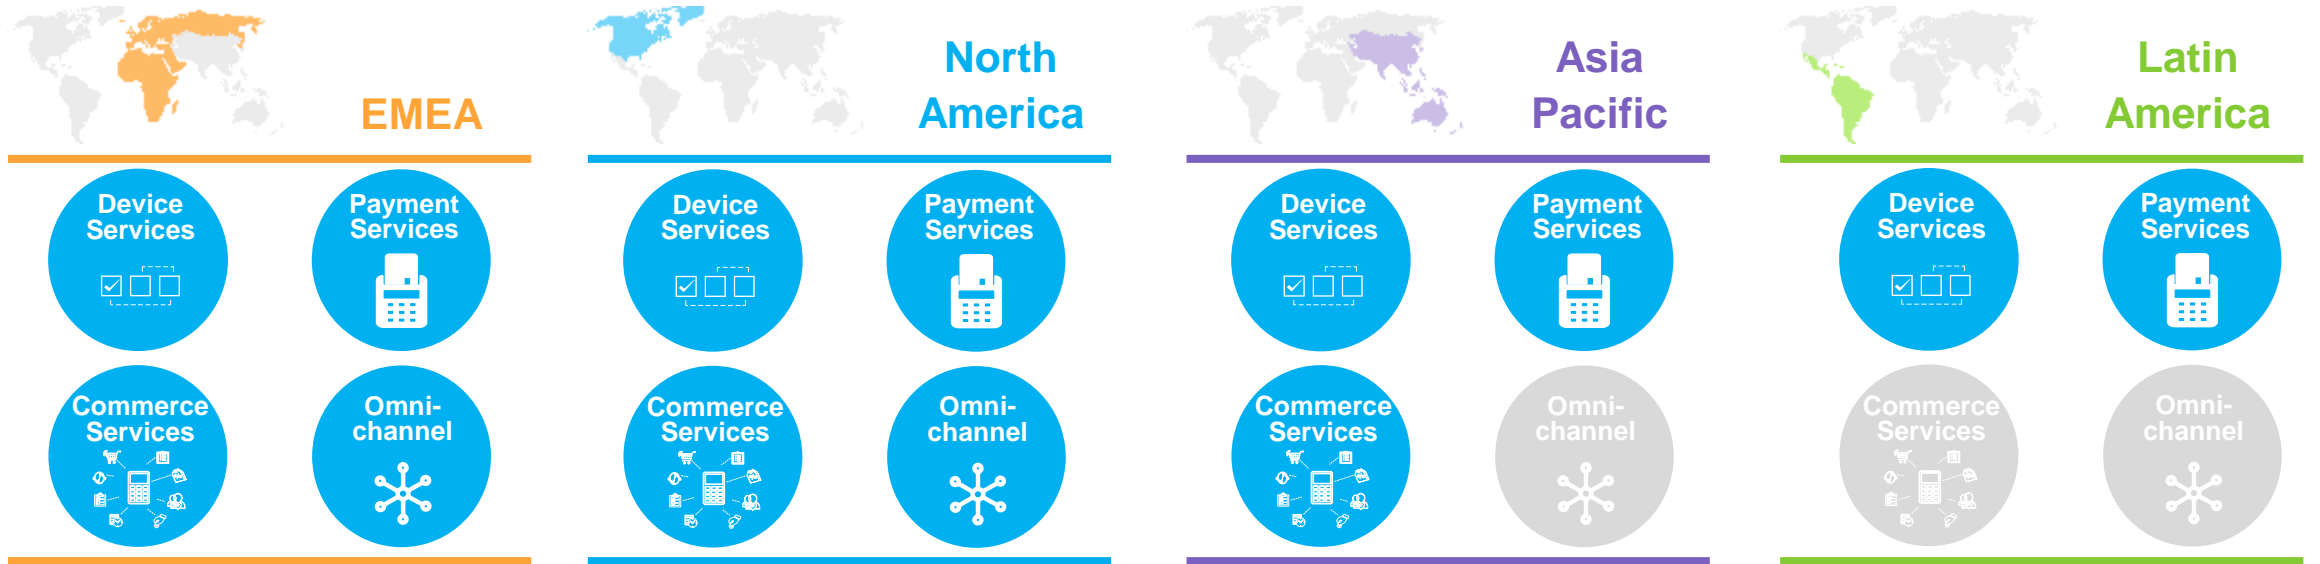 EMEA
Device
Services
Payment
Services
Commerce
Services
Omni-
channel
North
America
Device
Services
Payment
Services
Commerce
Services
Omni-
channel
Asia
Pacific
Device
Services
Payment
Services
Commerce
Services
Omni-
channel
Latin
America
Device
Services
Payment
Services
Commerce
Services
Omni-
channel